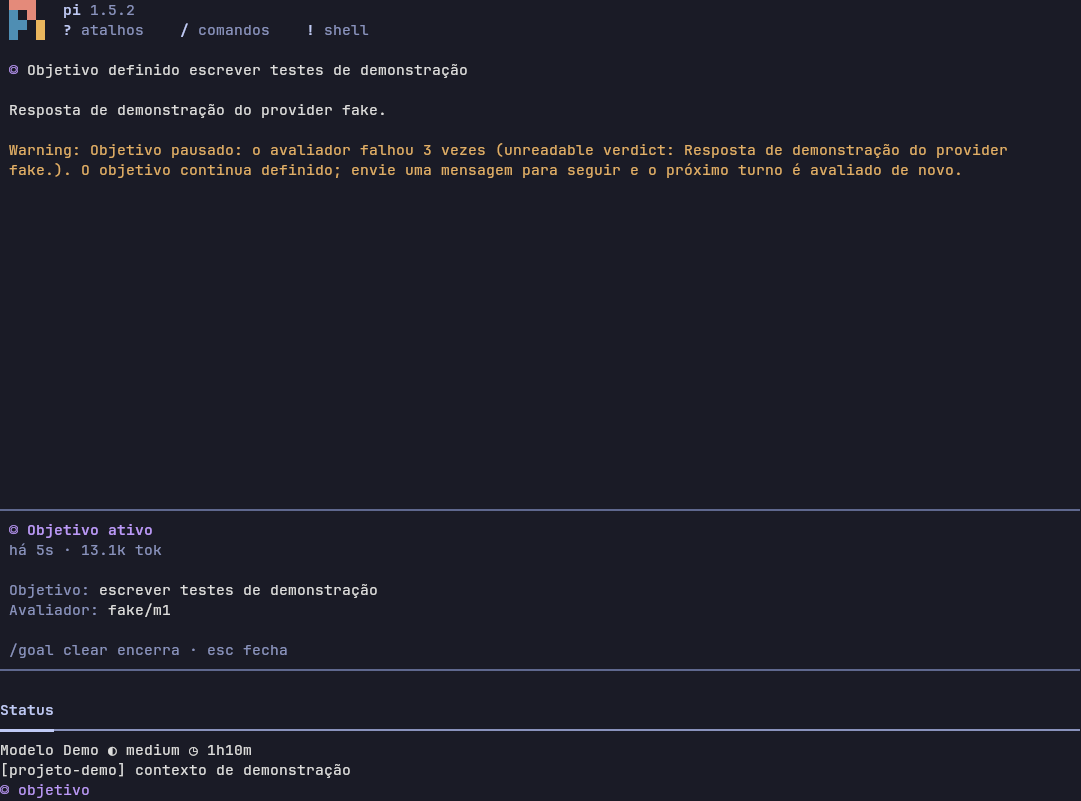 pi 1.5.2
? atalhos / comandos ! shell
◎ Objetivo definido escrever testes de demonstração
Resposta de demonstração do provider fake.
Warning: Objetivo pausado: o avaliador falhou 3 vezes (unreadable verdict: Resposta de demonstração do provider
fake.). O objetivo continua definido; envie uma mensagem para seguir e o próximo turno é avaliado de novo.
◎ Objetivo ativo
há 5s · 13.1k tok
Objetivo: escrever testes de demonstração
Avaliador: fake/m1
/goal clear encerra · esc fecha
Status
Modelo Demo ◐ medium ◷ 1h10m
[projeto-demo] contexto de demonstração
◎ objetivo